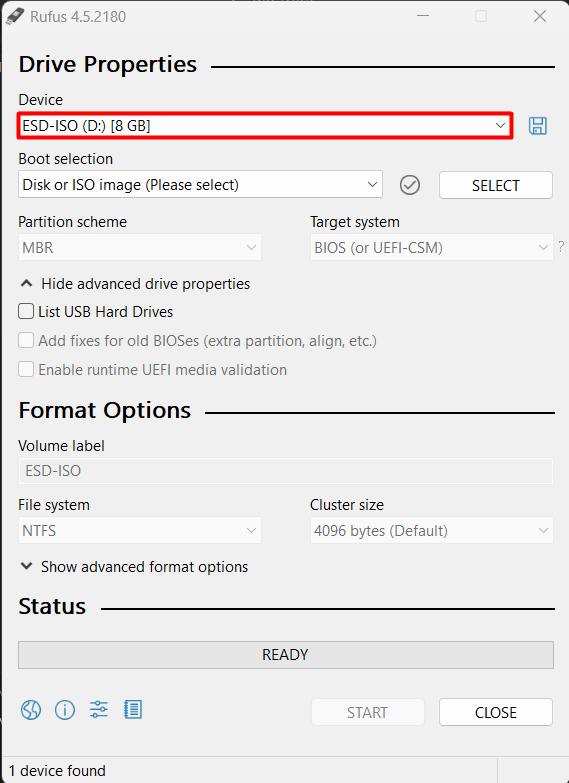 Rufus 4.5.2180
Drive Properties
Device
ESD-ISO (D:) [8 GB]
Boot selection
Disk or ISO image (Please select)
SELECT
Partition scheme
Target system
MBR
BIOS (or UEFI-CSM)
?
Hide advanced drive properties
List USB Hard Drives
Add fixes for old BIOSes (extra partition, align, etc.)
Enable runtime UEFI media validation
Format Options
Volume label
ESD-ISO
File system
Cluster size
NTFS
4096 bytes (Default)
Show advanced format options
Status
READY
START
CLOSE
1 device found